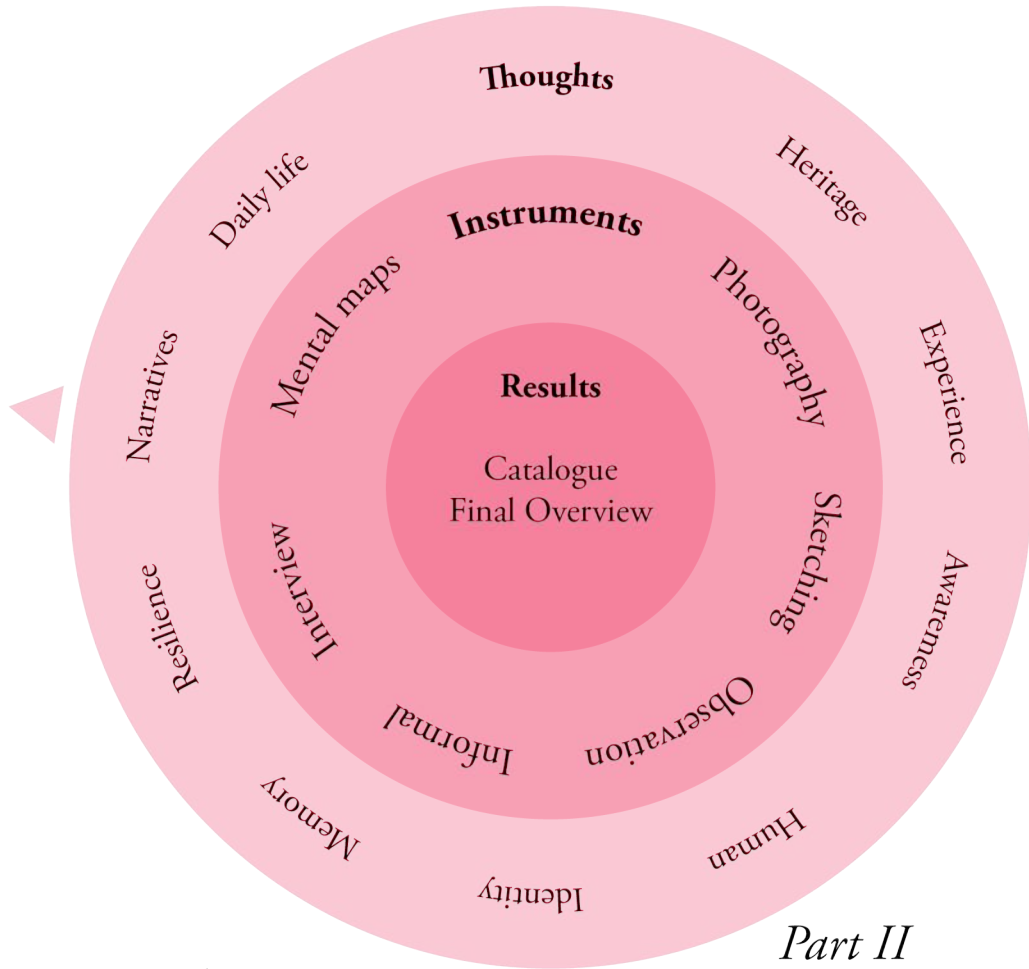 Thoughts
Heritage
Experience
Awareness
Human
Identity
Memory
Resilience
Narratives
Daily life
Instruments
Photography
Sketching
Observation
Informal
Interview
Mental maps
Results
Catalogue
Final Overview
Part II